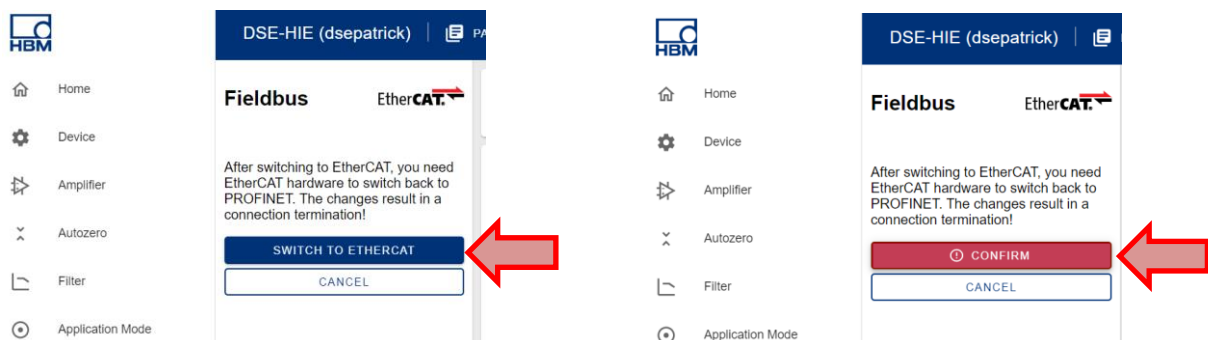 HBM
DSE-HIE (dsepatrick)
PA
Home
Device
Amplifier
Autozero
Filter
Application Mode
Fieldbus
EtherCAT.
After switching to EtherCAT, you need
EtherCAT hardware to switch back to
PROFINET. The changes result in a
connection termination!
SWITCH TO ETHERCAT
CANCEL
HBM
DSE-HIE (dsepatrick)
Home
Device
Amplifier
Autozero
Filter
Application Mode
Fieldbus
EtherCAT.
After switching to EtherCAT, you need
EtherCAT hardware to switch back to
PROFINET. The changes result in a
connection termination!
CONFIRM
CANCEL